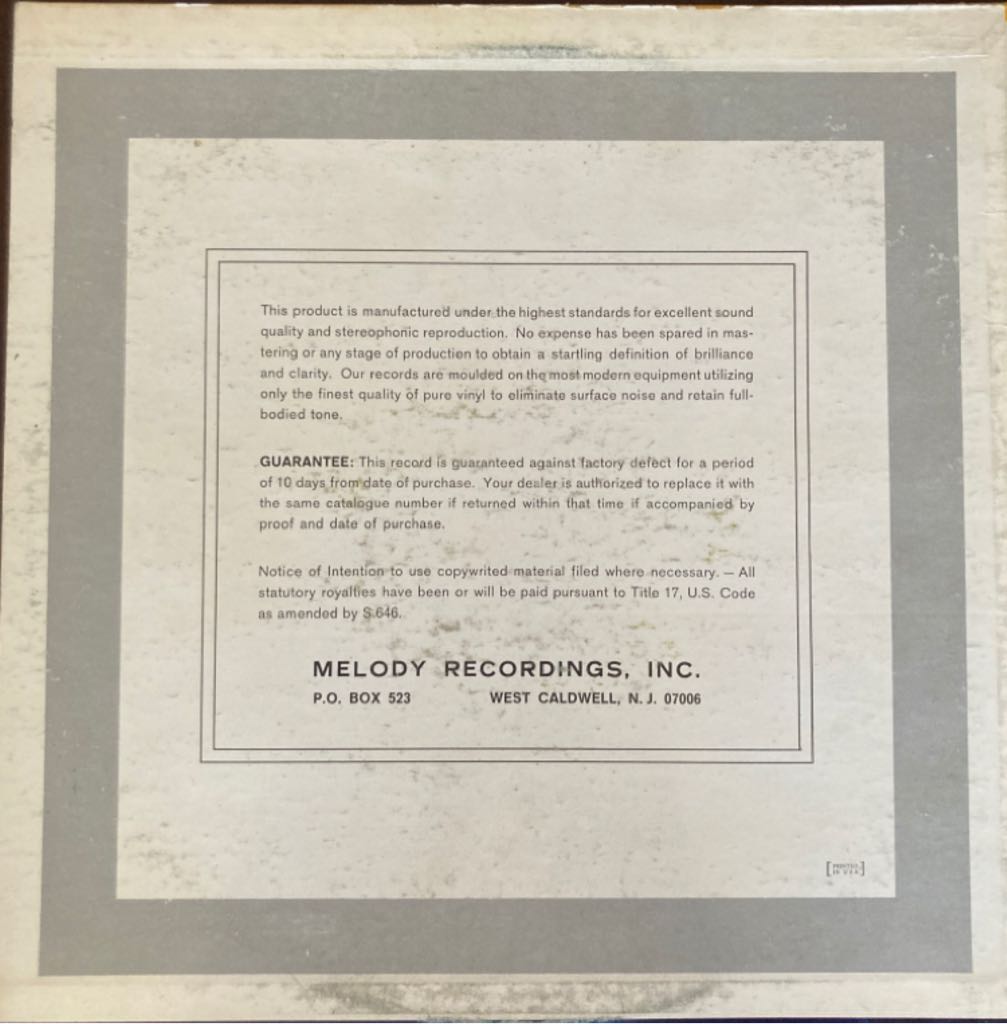 This product is manufactured under the highest standards for excellent sound
quality and stereophonic reproduction. No expense has been spared in mas-
tering or any stage of production to obtain a startling definition of brilliance
and clarity. Our records are moulded on the most modern equipment utilizing
only the finest quality of pure vinyl to eliminate surface noise and retain full-
bodied tone.
GUARANTEE: This record is guaranteed against factory defect for a period
of 10 days from date of purchase. Your dealer is authorized to replace it with
the same catalogue number if returned within that time if accompanied by
proof and date of purchase.
Notice of Intention to use copywrited material filed where necessary. — All
statutory royalties have been or will be paid pursuant to Title 17, U.S. Code
as amended by S.646.
MELODY RECORDINGS, INC.
P.O. BOX 523 WEST CALDWELL, N. J. 07006
[PRINTED
IN U S A]